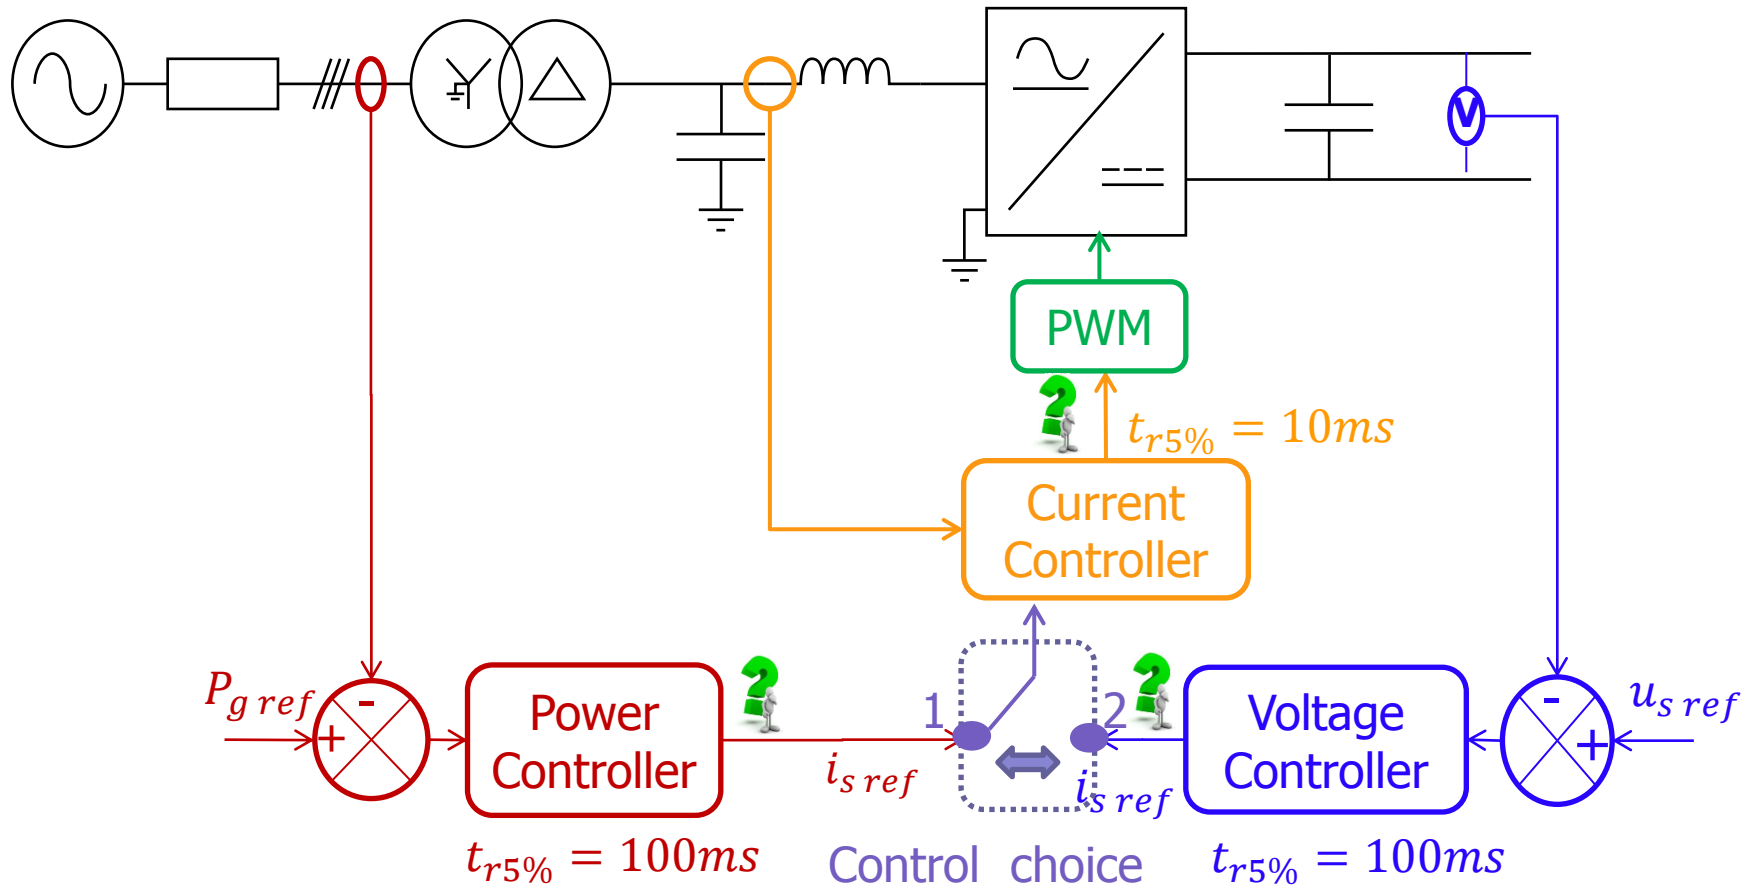 V
PWM
?
t_{r5%} = 10ms
Current
Controller
P_{g ref}
-
+
Power
Controller
?
i_{s ref}
1
2
?
i_{s ref}
Voltage
Controller
-
+
u_{s ref}
t_{r5%} = 100ms
Control choice
t_{r5%} = 100ms